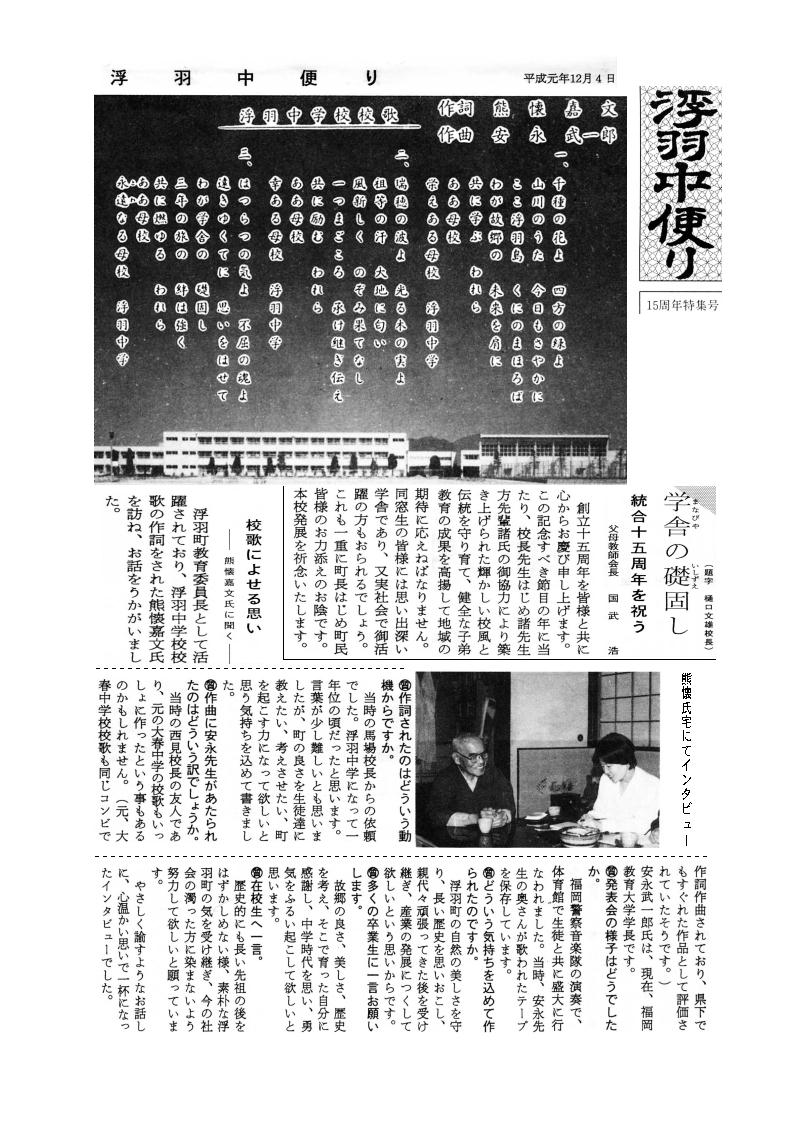 浮羽中便り
平成元年12月4日
浮羽中便り
15周年特集号
浮羽中学校校歌
作詞 熊懐嘉文
作曲 安永武一郎
一、千種の花よ 四方の緑よ
山川のうた 今日もさやかに
ここ浮羽島 くにのまほろば
わが故郷の 未来を肩に
共に学ぶ われら
ああ母校
栄えある母校 浮羽中学
二、瑞穂の波よ 光る木の実よ
祖等の汗 大地に匂い
風新しく のぞみ果てなし
一つまごころ 承け継ぎ伝え
共に励む われら
ああ母校
幸ある母校 浮羽中学
三、はつらつの気よ 不屈の魂よ
遠きゆくてに 思いをはせて
わが学舎の 礎固し
三年の旅の 絆は強く
共に燃ゆる われら
ああ母校
永遠なる母校 浮羽中学
学舎の礎固し
まなびや
いしずえ
(題字 樋口文雄校長)
統合十五周年を祝う
父母教師会長 国武 浩
創立十五周年を皆様と共に
心からお慶び申し上げます。
この記念すべき節目の年に当
たり、校長先生はじめ諸先生
方先輩諸氏の御協力により築
き上げられた輝かしい校風と
伝統を守り育て、健全な子弟
教育の成果を高揚して地域の
期待に応えねばなりません。
同窓生の皆様には思い出深い
学舎であり、又実社会で御活
躍の方もおられるでしょう。
これも一重に町長はじめ町民
皆様のお力添えのお陰です。
本校発展を祈念いたします。
校歌によせる思い
――熊懐嘉文氏に聞く――
浮羽町教育委員長として活
躍されており、浮羽中学校校
歌の作詞をされた熊懐嘉文氏
を訪ね、お話をうかがいまし
た。
熊懐氏宅にてインタビュー
㊢作詞されたのはどういう動
機からですか。
当時の馬場校長からの依頼
でした。浮羽中学になって一
年位の頃だったと思います。
言葉が少し難しいとも思いま
したが、町の良さを生徒達に
教えたい、考えさせたい、町
を起こす力になって欲しいと
思う気持ちを込めて書きまし
た。
㊢作曲に安永先生があたられ
たのはどういう訳でしょうか。
当時の西見校長の友人であ
り、元の大春中学の校歌もいっ
しょに作ったという事もある
のかもしれません。(元、大
春中学校校歌も同じコンビで
作詞作曲されており、県下で
もすぐれた作品として評価さ
れていたそうです。)
安永武一郎氏は、現在、福岡
教育大学学長です。
㊢発表会の様子はどうでした
か。
福岡警察音楽隊の演奏で、
体育館で生徒と共に盛大に行
なわれました。当時、安永先
生の奥さんが歌われたテープ
を保存しています。
㊢どういう気持ちを込めて作
られたのですか。
浮羽町の自然の美しさを守
り、長い歴史を思いおこし、
親代々頑張ってきた後を受け
継ぎ、産業の発展につくして
欲しいという思いからです。
㊢多くの卒業生に一言お願い
します。
故郷の良さ、美しさ、歴史
を考え、そこで育った自分に
感謝し、中学時代を思い、勇
気をふるい起こして欲しいと
思います。
㊢在校生へ一言。
歴史的にも長い先祖の後を
はずかしめない様、素朴な浮
羽町の気を受け継ぎ、今の社
会の濁った方に染まないよう
努力して欲しいと願っていま
す。
やさしく諭すようなお話し
に、心温かい思いで一杯になっ
たインタビューでした。